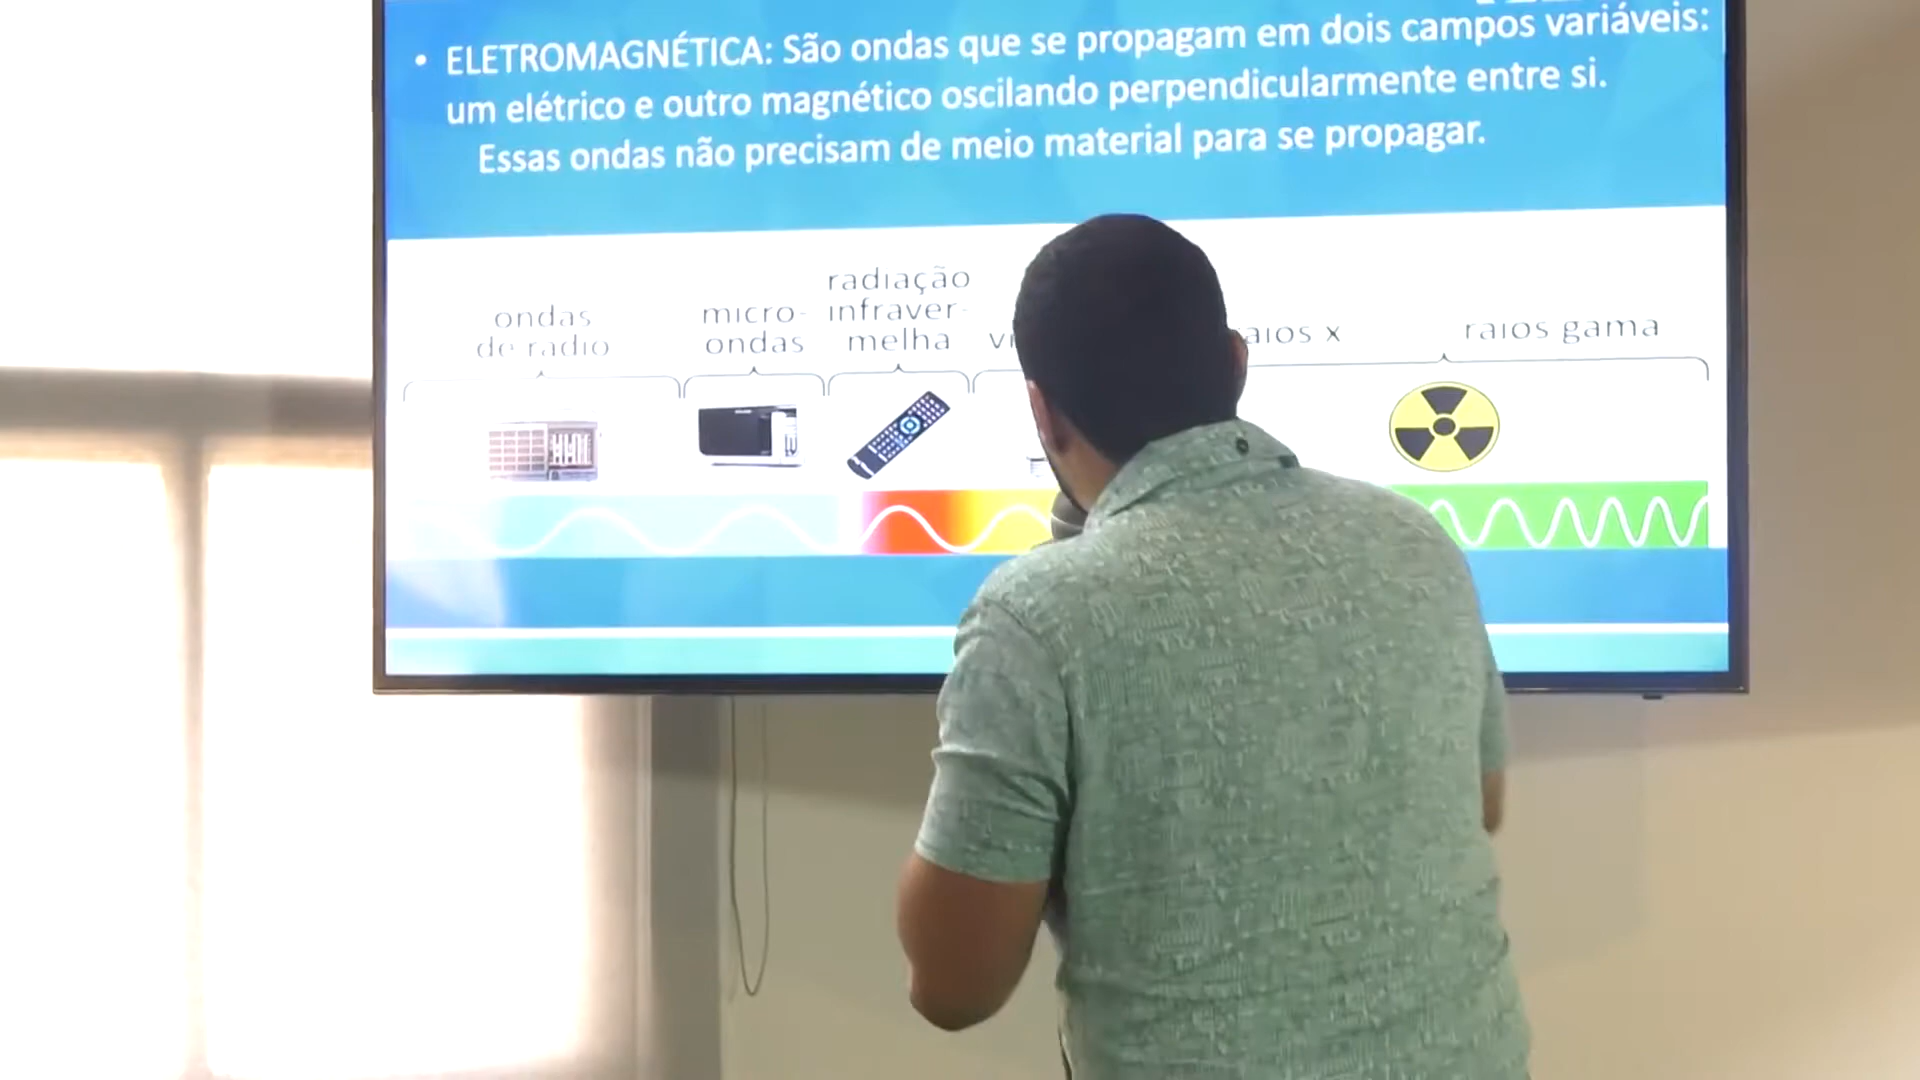 • ELETROMAGNÉTICA: São ondas que se propagam em dois campos variáveis:
um elétrico e outro magnético oscilando perpendicularmente entre si.
Essas ondas não precisam de meio material para se propagar.
ondas
de radio
micro-
ondas
radiação
infraver-
melha
raios gama